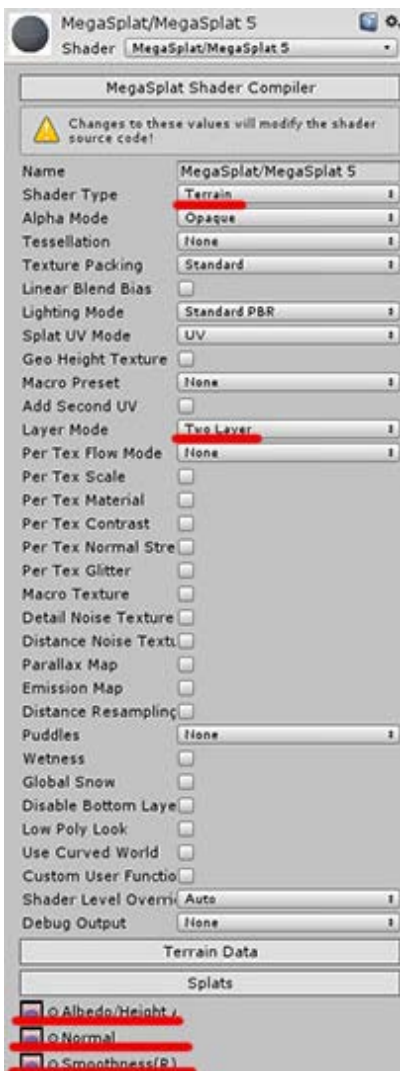 MegaSplat/MegaSplat 5
Shader MegaSplat/MegaSplat 5
MegaSplat Shader Compiler
Changes to these values will modify the shader
source code!
Name MegaSplat/MegaSplat 5
Shader Type Terrain
Alpha Mode Opaque
Tessellation None
Texture Packing Standard
Linear Blend Bias
Lighting Mode Standard PBR
Splat UV Mode UV
Geo Height Texture
Macro Preset None
Add Second UV
Layer Mode Two Layer
Per Tex Flow Mode None
Per Tex Scale
Per Tex Material
Per Tex Contrast
Per Tex Normal Stre
Per Tex Glitter
Macro Texture
Detail Noise Texture
Distance Noise Textu
Parallax Map
Emission Map
Distance Resampling
Puddles None
Wetness
Global Snow
Disable Bottom Laye
Low Poly Look
Use Curved World
Custom User Functio
Shader Level Overri Auto
Debug Output None
Terrain Data
Splats
Albedo/Height
Normal
Smoothness(R)